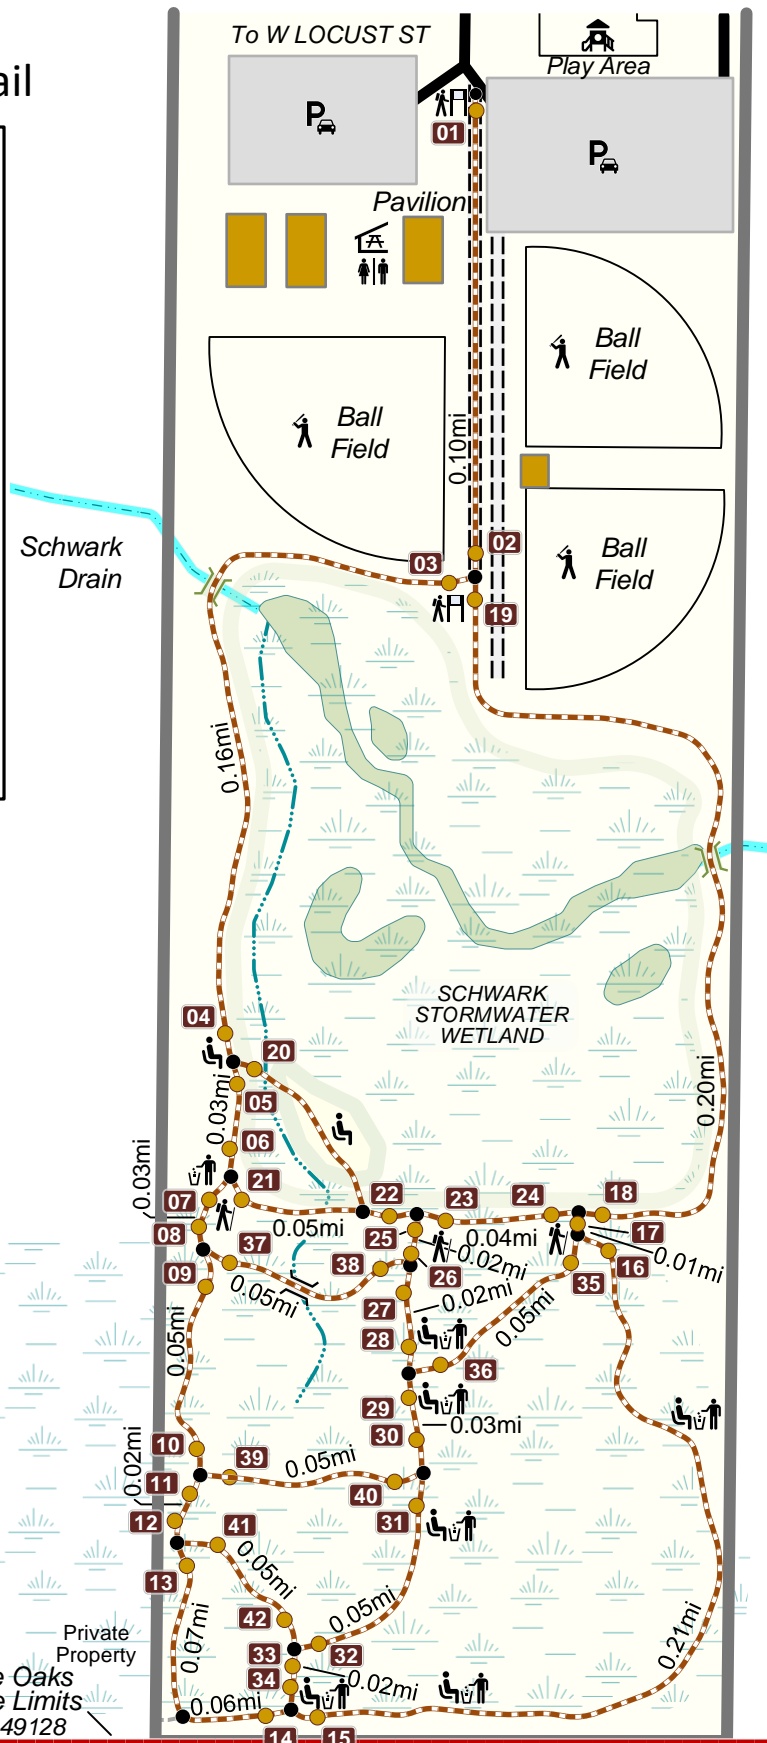 To W LOCUST ST
ail
Play Area
P
P
01
Pavilion
Ball
Field
Ball
Field
0.10mi
Schwark
Drain
02
03
Ball
Field
19
0.16mi
SCHWARK
STORMWATER
WETLAND
04
20
0.20mi
05
0.03mi
06
0.03mi
21
07
22
23
24
18
08
0.05mi
25
0.04mi
17
37
38
0.02mi
0.01mi
09
0.05mi
26
16
27
0.02mi
35
0.05mi
28
0.05mi
36
29
0.03mi
10
30
39
0.05mi
0.02mi
11
40
12
31
41
0.05mi
13
42
0.05mi
0.07mi
Private
Property
33
32
0.21mi
34
0.02mi
e Oaks
e Limits
49128
0.06mi
14
15